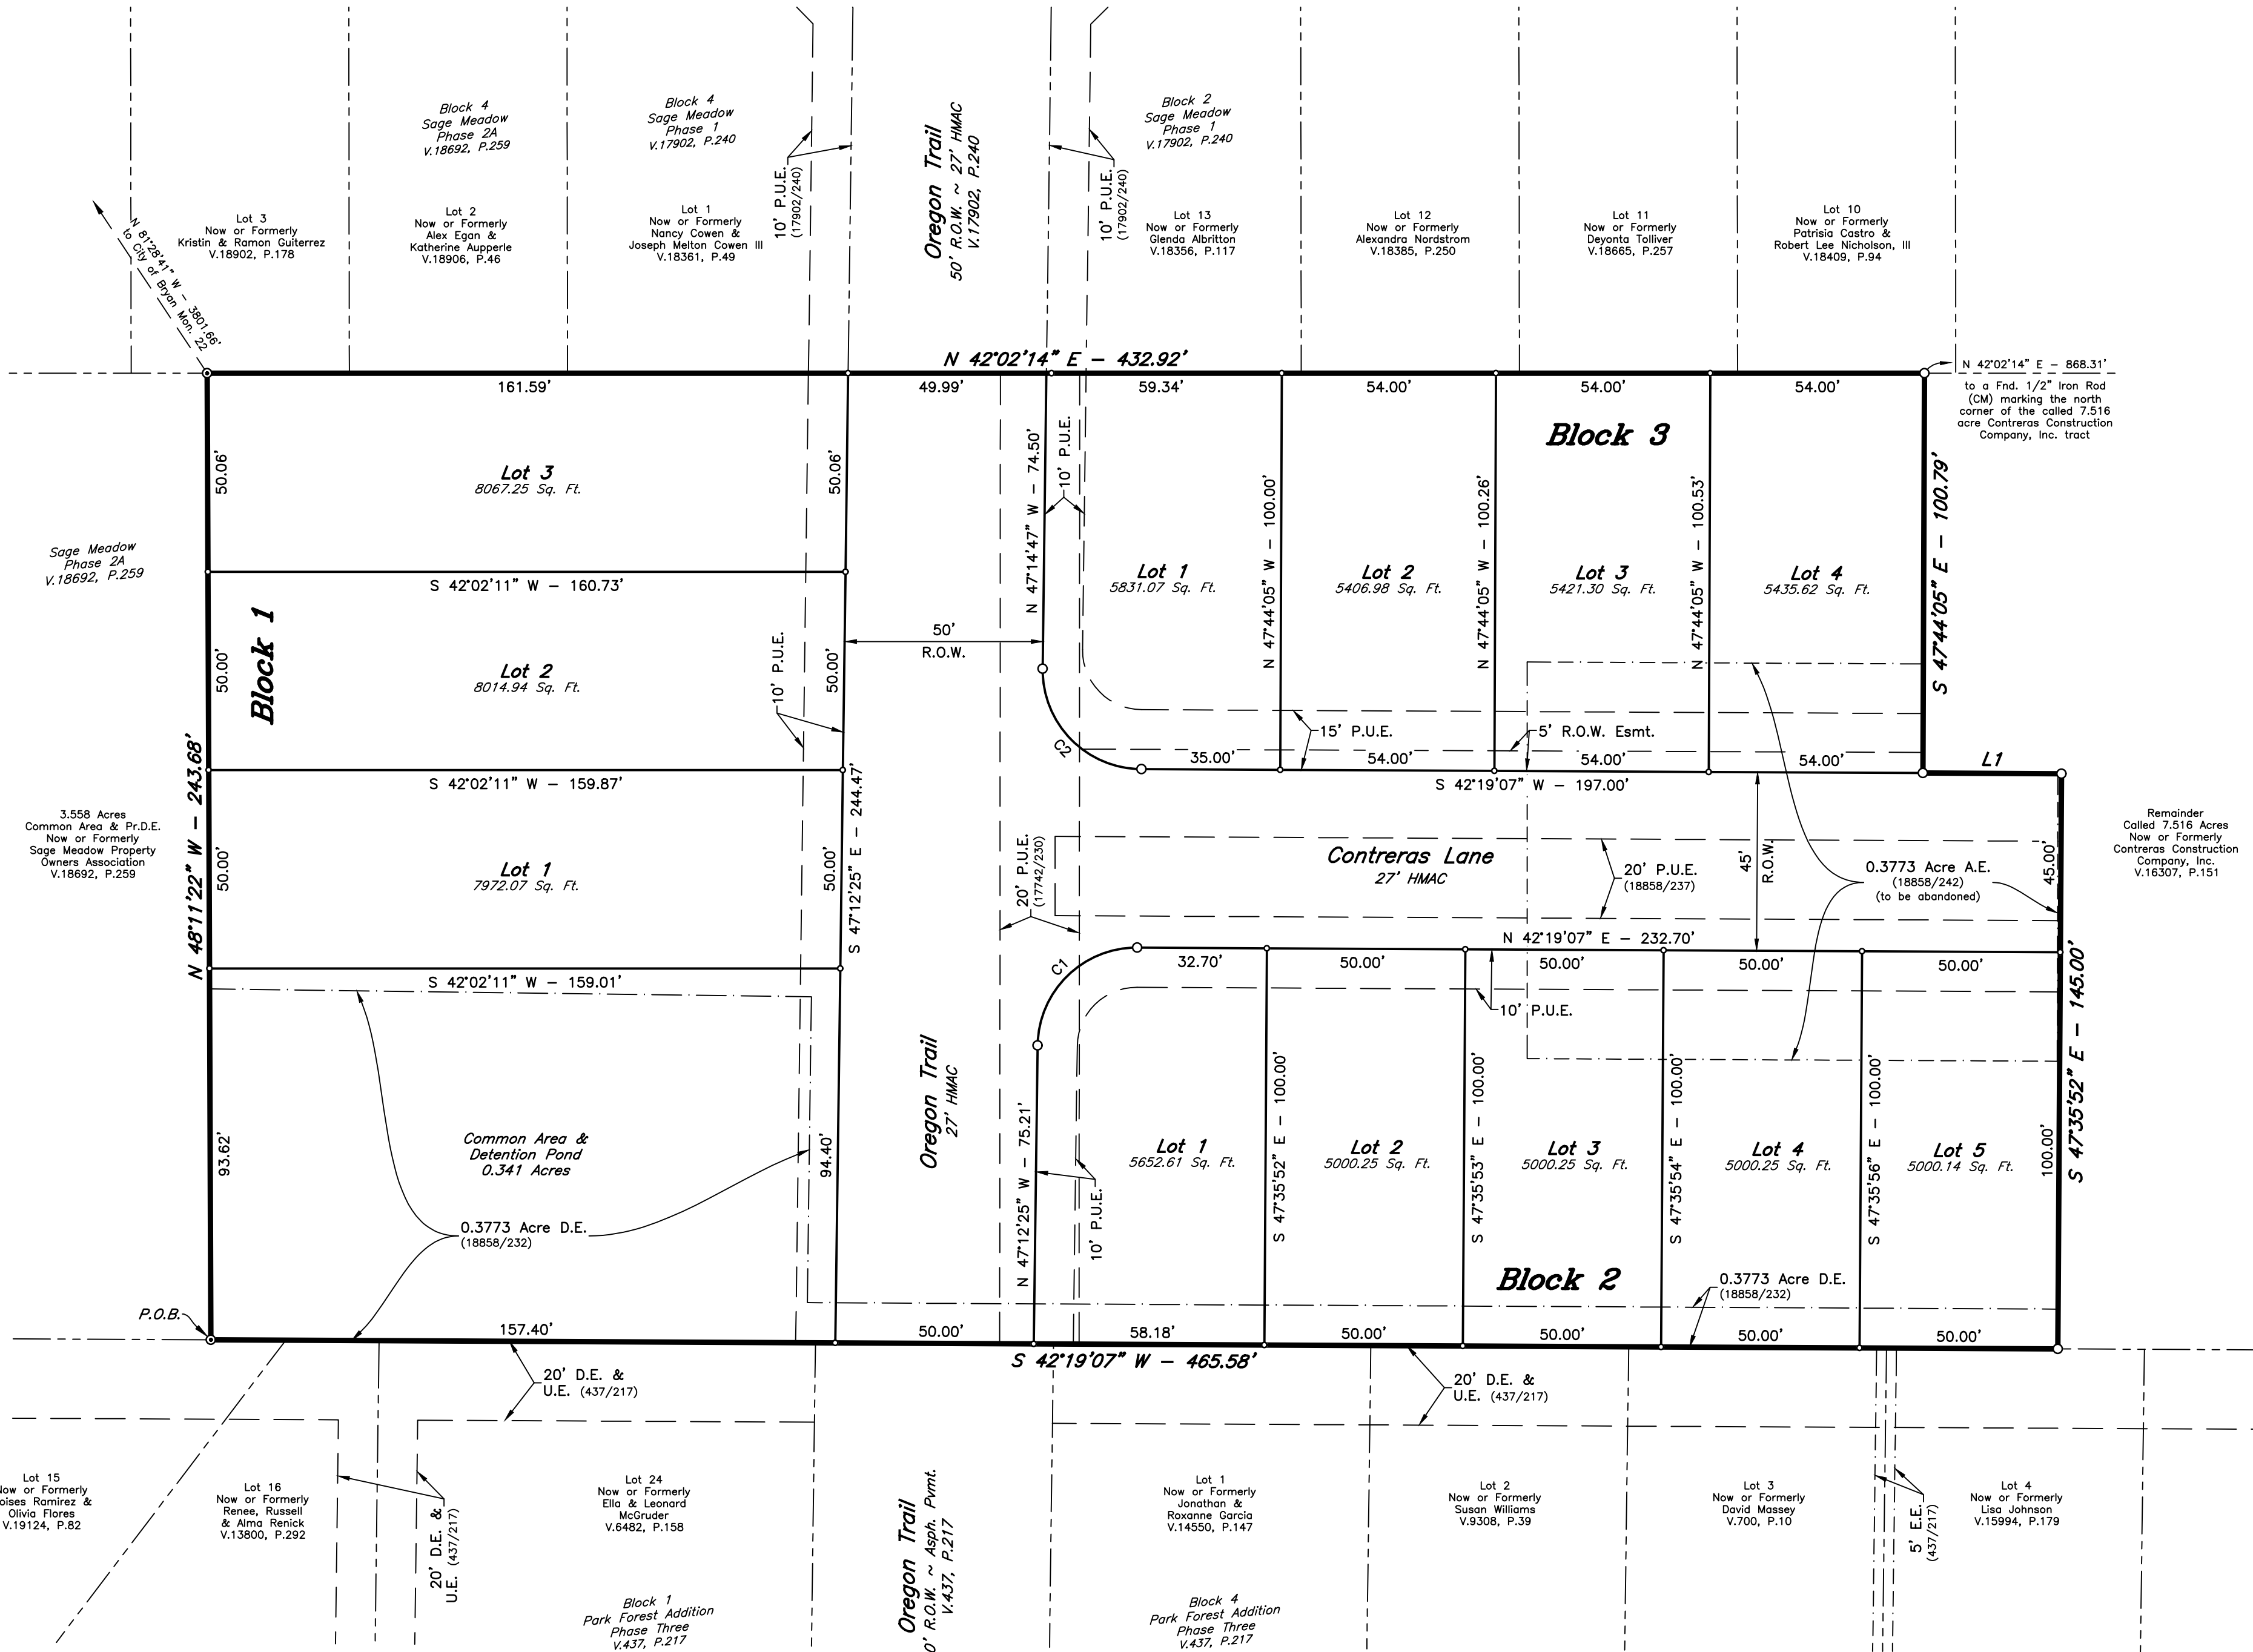 Block 4
Sage Meadow
Phase 2A
V.18692, P.259
Block 4
Sage Meadow
Phase 1
V.17902, P.240
10' P.U.E.
(17902/240)
Oregon Trail
50' R.O.W. ~ 27' HMAC
V.17902, P.240
10' P.U.E.
(17902/240)
Block 2
Sage Meadow
Phase 1
V.17902, P.240
N 81°28'41" W - 3801.66'
to City of Bryan Mon. 22
Lot 3
Now or Formerly
Kristin & Ramon Guiterrez
V.18902, P.178
Lot 2
Now or Formerly
Alex Egan &
Katherine Aupperle
V.18906, P.46
Lot 1
Now or Formerly
Nancy Cowen &
Joseph Melton Cowen III
V.18361, P.49
Lot 13
Now or Formerly
Glenda Albritton
V.18356, P.117
Lot 12
Now or Formerly
Alexandra Nordstrom
V.18385, P.250
Lot 11
Now or Formerly
Deyonta Tolliver
V.18665, P.257
Lot 10
Now or Formerly
Patrisia Castro &
Robert Lee Nicholson, III
V.18409, P.94
N 42°02'14" E - 432.92'
N 42°02'14" E - 868.31'
to a Fnd. 1/2" Iron Rod
(CM) marking the north
corner of the called 7.516
acre Contreras Construction
Company, Inc. tract
161.59'
49.99'
59.34'
54.00'
54.00'
54.00'
Block 3
50.06'
Lot 3
8067.25 Sq. Ft.
50.06'
N 47°14'47" W - 74.50'
10' P.U.E.
N 47°44'05" W - 100.00'
N 47°44'05" W - 100.26'
N 47°44'05" W - 100.53'
S 47°44'05" E - 100.79'
Sage Meadow
Phase 2A
V.18692, P.259
S 42°02'11" W - 160.73'
Lot 1
5831.07 Sq. Ft.
Lot 2
5406.98 Sq. Ft.
Lot 3
5421.30 Sq. Ft.
Lot 4
5435.62 Sq. Ft.
Block 1
50.00'
Lot 2
8014.94 Sq. Ft.
10' P.U.E.
50.00'
50'
R.O.W.
C2
15' P.U.E.
5' R.O.W. Esmt.
35.00'
54.00'
54.00'
54.00'
L1
S 42°19'07" W - 197.00'
S 42°02'11" W - 159.87'
N 48°11'22" W - 243.68'
S 47°12'25" E - 244.47'
3.558 Acres
Common Area & Pr.D.E.
Now or Formerly
Sage Meadow Property
Owners Association
V.18692, P.259
50.00'
Lot 1
7972.07 Sq. Ft.
50.00'
20' P.U.E.
(17742/230)
Contreras Lane
27' HMAC
20' P.U.E.
(18858/237)
45'
R.O.W.
0.3773 Acre A.E.
(18858/242)
(to be abandoned)
45.00'
Remainder
Called 7.516 Acres
Now or Formerly
Contreras Construction
Company, Inc.
V.16307, P.151
N 42°19'07" E - 232.70'
C1
32.70'
50.00'
50.00'
50.00'
50.00'
S 42°02'11" W - 159.01'
10' P.U.E.
S 47°35'52" E - 145.00'
93.62'
Common Area &
Detention Pond
0.341 Acres
94.40'
Oregon Trail
27' HMAC
N 47°12'25" W - 75.21'
10' P.U.E.
Lot 1
5652.61 Sq. Ft.
S 47°35'52" E - 100.00'
Lot 2
5000.25 Sq. Ft.
S 47°35'53" E - 100.00'
Lot 3
5000.25 Sq. Ft.
S 47°35'54" E - 100.00'
Lot 4
5000.25 Sq. Ft.
S 47°35'56" E - 100.00'
Lot 5
5000.14 Sq. Ft.
100.00'
0.3773 Acre D.E.
(18858/232)
Block 2
0.3773 Acre D.E.
(18858/232)
P.O.B.
157.40'
50.00'
58.18'
50.00'
50.00'
50.00'
50.00'
S 42°19'07" W - 465.58'
20' D.E. &
U.E. (437/217)
20' D.E. &
U.E. (437/217)
Lot 15
Now or Formerly
oises Ramirez &
Olivia Flores
V.19124, P.82
Lot 16
Now or Formerly
Renee, Russell
& Alma Renick
V.13800, P.292
20' D.E. &
U.E. (437/217)
Lot 24
Now or Formerly
Ella & Leonard
McGruder
V.6482, P.158
Oregon Trail
0' R.O.W. ~ Asph. Pvmt.
V.437, P.217
Lot 1
Now or Formerly
Jonathan &
Roxanne Garcia
V.14550, P.147
Lot 2
Now or Formerly
Susan Williams
V.9308, P.39
Lot 3
Now or Formerly
David Massey
V.700, P.10
5' E.E.
(437/217)
Lot 4
Now or Formerly
Lisa Johnson
V.15994, P.179
Block 1
Park Forest Addition
Phase Three
V.437, P.217
Block 4
Park Forest Addition
Phase Three
V.437, P.217